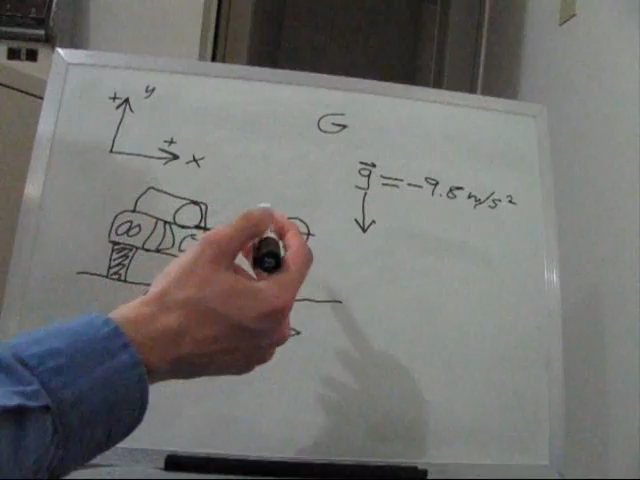 + y
G
+
x
g⃗ = -9.8 m/s²